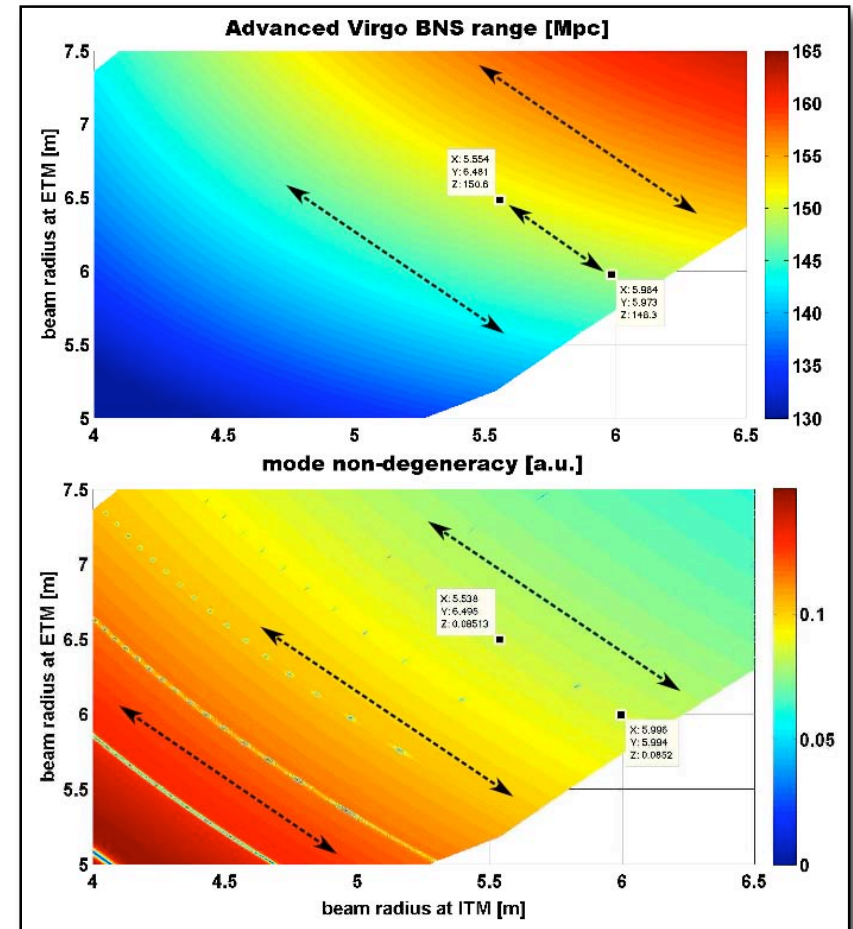 Advanced Virgo BNS range [Mpc]
7.5
7
6.5
6
5.5
5
beam radius at ETM [m]
4
4.5
5
5.5
6
6.5
X: 5.554
Y: 6.481
Z: 150.6
X: 5.984
Y: 5.973
Z: 148.3
165
160
155
150
145
140
135
130
mode non-degeneracy [a.u.]
7.5
7
6.5
6
5.5
5
beam radius at ETM [m]
X: 5.538
Y: 6.495
Z: 0.08513
X: 5.995
Y: 5.994
Z: 0.0852
0.1
0.05
0
4
4.5
5
5.5
6
6.5
beam radius at ITM [m]